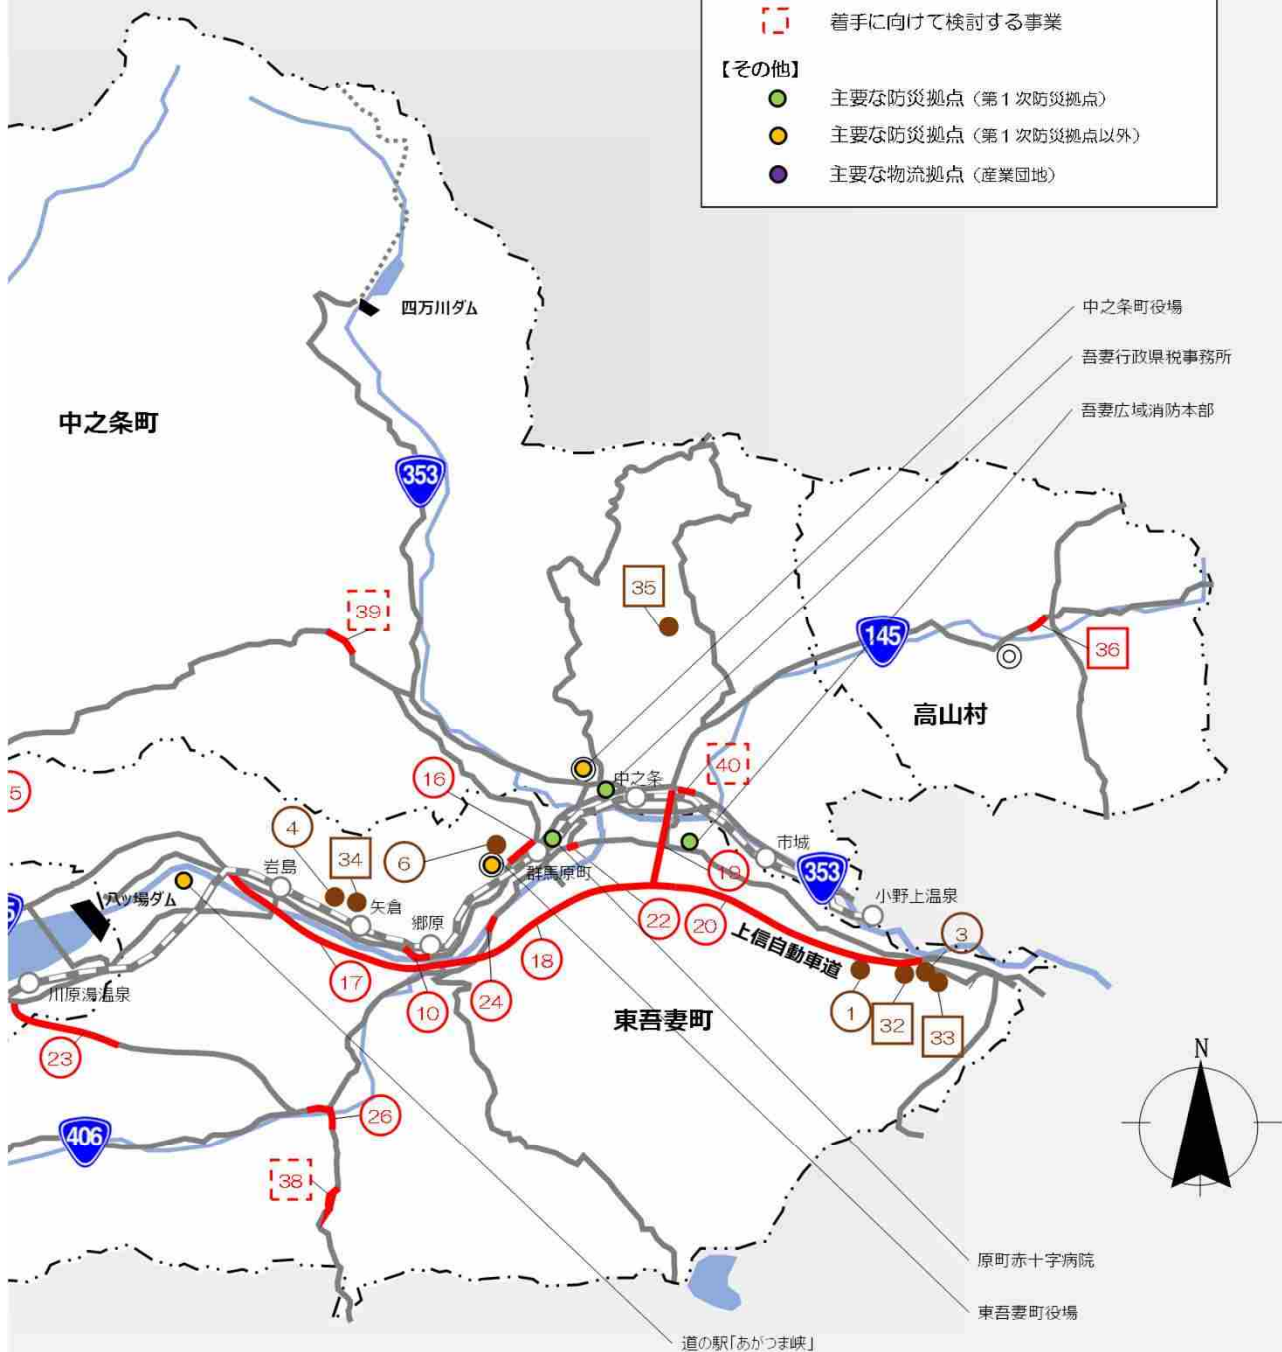 着手に向けて検討する事業
【その他】
主要な防災拠点（第１次防災拠点）
主要な防災拠点（第１次防災拠点以外）
主要な物流拠点（産業団地）
四万川ダム
中之条町役場
吾妻行政県税事務所
吾妻広域消防本部
中之条町
353
35
39
145
36
高山村
40
中之条
16
5
4
34
6
岩島
群馬原町
市城
353
小野上温泉
19
22
20
3
八ッ場ダム
矢倉
郷原
上信自動車道
18
17
24
10
1
32
33
川原湯温泉
東吾妻町
23
N
26
406
38
原町赤十字病院
東吾妻町役場
道の駅「あがつま峡」